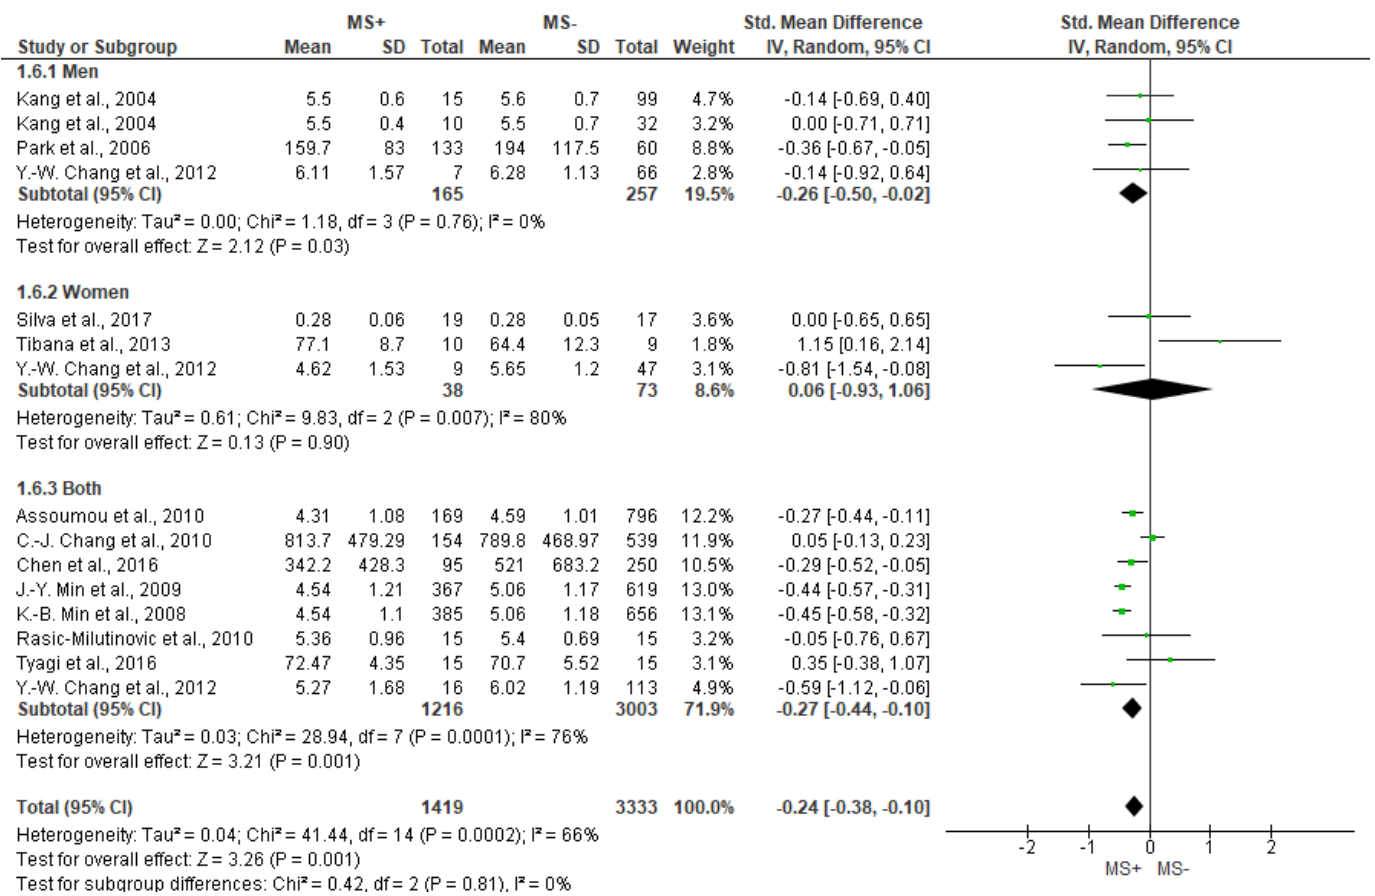 MS+ MS- Std. Mean Difference Std. Mean Difference
Study or Subgroup Mean SD Total Mean SD Total Weight IV, Random, 95% CI IV, Random, 95% CI
1.6.1 Men
Kang et al., 2004 5.5 0.6 15 5.6 0.7 99 4.7% -0.14 [-0.69, 0.40]
Kang et al., 2004 5.5 0.4 10 5.5 0.7 32 3.2% 0.00 [-0.71, 0.71]
Park et al., 2006 159.7 83 133 194 117.5 60 8.8% -0.36 [-0.67, -0.05]
Y.-W. Chang et al., 2012 6.11 1.57 7 6.28 1.13 66 2.8% -0.14 [-0.92, 0.64]
Subtotal (95% CI) 165 257 19.5% -0.26 [-0.50, -0.02]
Heterogeneity: Tau² = 0.00; Chi² = 1.18, df = 3 (P = 0.76); I² = 0%
Test for overall effect: Z = 2.12 (P = 0.03)
1.6.2 Women
Silva et al., 2017 0.28 0.06 19 0.28 0.05 17 3.6% 0.00 [-0.65, 0.65]
Tibana et al., 2013 77.1 8.7 10 64.4 12.3 9 1.8% 1.15 [0.16, 2.14]
Y.-W. Chang et al., 2012 4.62 1.53 9 5.65 1.2 47 3.1% -0.81 [-1.54, -0.08]
Subtotal (95% CI) 38 73 8.6% 0.06 [-0.93, 1.06]
Heterogeneity: Tau² = 0.61; Chi² = 9.83, df = 2 (P = 0.007); I² = 80%
Test for overall effect: Z = 0.13 (P = 0.90)
1.6.3 Both
Assoumou et al., 2010 4.31 1.08 169 4.59 1.01 796 12.2% -0.27 [-0.44, -0.11]
C.-J. Chang et al., 2010 813.7 479.29 154 789.8 468.97 539 11.9% 0.05 [-0.13, 0.23]
Chen et al., 2016 342.2 428.3 95 521 683.2 250 10.5% -0.29 [-0.52, -0.05]
J.-Y. Min et al., 2009 4.54 1.21 367 5.06 1.17 619 13.0% -0.44 [-0.57, -0.31]
K.-B. Min et al., 2008 4.54 1.1 385 5.06 1.18 656 13.1% -0.45 [-0.58, -0.32]
Rasic-Milutinovic et al., 2010 5.36 0.96 15 5.4 0.69 15 3.2% -0.05 [-0.76, 0.67]
Tyagi et al., 2016 72.47 4.35 15 70.7 5.52 15 3.1% 0.35 [-0.38, 1.07]
Y.-W. Chang et al., 2012 5.27 1.68 16 6.02 1.19 113 4.9% -0.59 [-1.12, -0.06]
Subtotal (95% CI) 1216 3003 71.9% -0.27 [-0.44, -0.10]
Heterogeneity: Tau² = 0.03; Chi² = 28.94, df = 7 (P = 0.0001); I² = 76%
Test for overall effect: Z = 3.21 (P = 0.001)
Total (95% CI) 1419 3333 100.0% -0.24 [-0.38, -0.10]
Heterogeneity: Tau² = 0.04; Chi² = 41.44, df = 14 (P = 0.0002); I² = 66%
Test for overall effect: Z = 3.26 (P = 0.001)
Test for subgroup differences: Chi² = 0.42, df = 2 (P = 0.81), I² = 0%
-2 -1 0 1 2
MS+ MS-